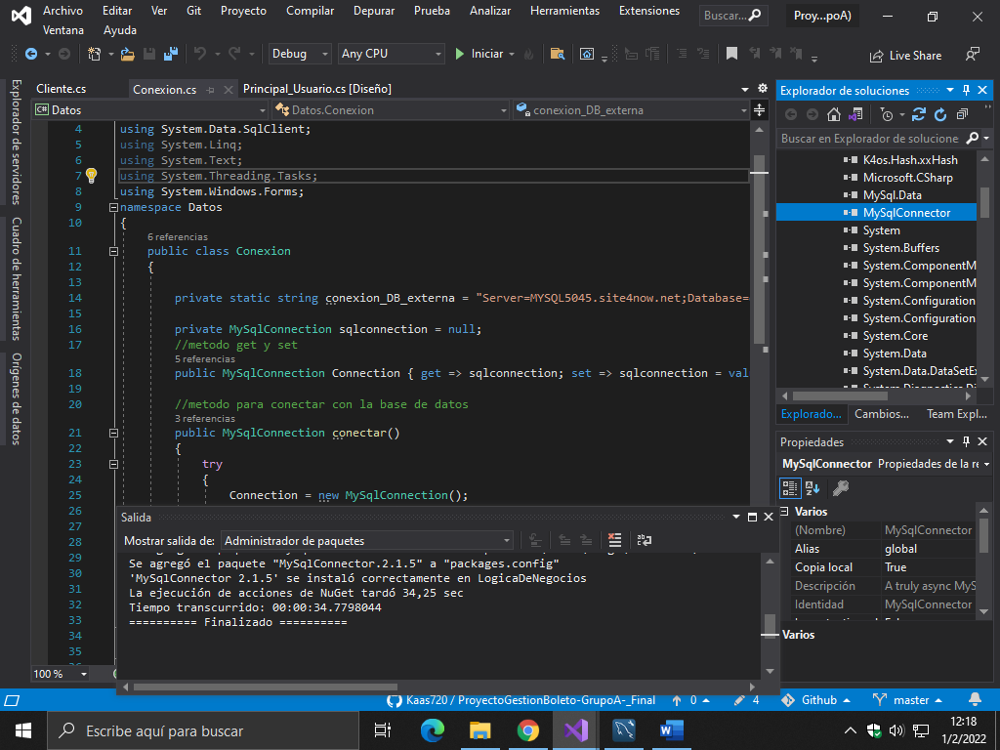 Archivo Editar Ver Git Proyecto Compilar Depurar Prueba Analizar Herramientas Extensiones Buscar... Proy...poA)
Ventana Ayuda
Debug Any CPU Iniciar Live Share
Explorador de servidores
Cuadro de herramientas
Orígenes de datos
Cliente.cs Conexion.cs Principal_Usuario.cs [Diseño]
C# Datos Datos.Conexion conexion_DB_externa
4 using System.Data.SqlClient;
5 using System.Linq;
6 using System.Text;
7 using System.Threading.Tasks;
8 using System.Windows.Forms;
9 namespace Datos
10 {
6 referencias
11 public class Conexion
12 {
13
14 private static string conexion_DB_externa = "Server=MYSQL5045.site4now.net;Database=
15
16 private MySqlConnection sqlconnection = null;
17 //metodo get y set
5 referencias
18 public MySqlConnection Connection { get => sqlconnection; set => sqlconnection = val
19
20 //metodo para conectar con la base de datos
3 referencias
21 public MySqlConnection conectar()
22 {
23 try
24 {
25 Connection = new MySqlConnection();
26
27
28
29
30
31
32
33
34
35
100 %
Salida
Mostrar salida de: Administrador de paquetes
Se agregó el paquete "MySqlConnector.2.1.5" a "packages.config"
'MySqlConnector 2.1.5' se instaló correctamente en LogicaDeNegocios
La ejecución de acciones de NuGet tardó 34,25 sec
Tiempo transcurrido: 00:00:34.7798044
========== Finalizado ==========
Explorador de soluciones
Buscar en Explorador de solucione
K4os.Hash.xxHash
Microsoft.CSharp
MySql.Data
MySqlConnector
System
System.Buffers
System.ComponentM
System.ComponentM
System.Configuration
System.Configuration
System.Core
System.Data
System.Data.DataSetE
Explorado... Cambios... Team Expl...
Propiedades
MySqlConnector Propiedades de la re
Varios
(Nombre) MySqlConnector
Alias global
Copia local True
Descripción A truly async MyS
Identidad MySqlConnector
Varios
Kaas720 / ProyectoGestionBoleto-GrupoA-_Final 0 4 Github master
Escribe aquí para buscar
12:18
1/2/2022